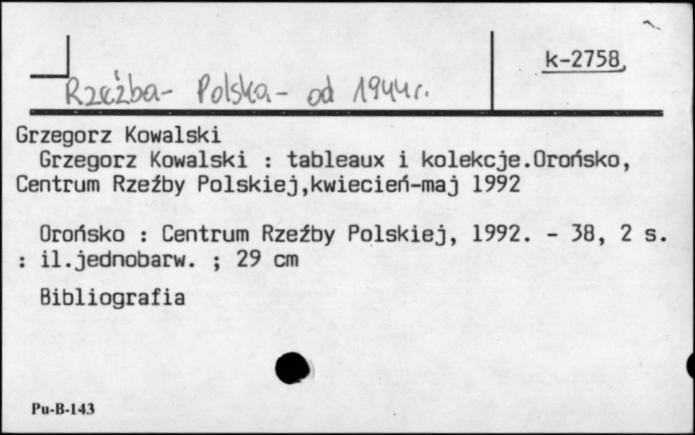 k-2758,
Rzeźba - Polska - od 1944r.
Grzegorz Kowalski
Grzegorz Kowalski : tableaux i kolekcje.Orońsko,
Centrum Rzeźby Polskiej,kwiecień-maj 1992
Orońsko : Centrum Rzeźby Polskiej, 1992. - 38, 2 s.
: il.jednobarw. ; 29 cm
Bibliografia
Pu-B-143